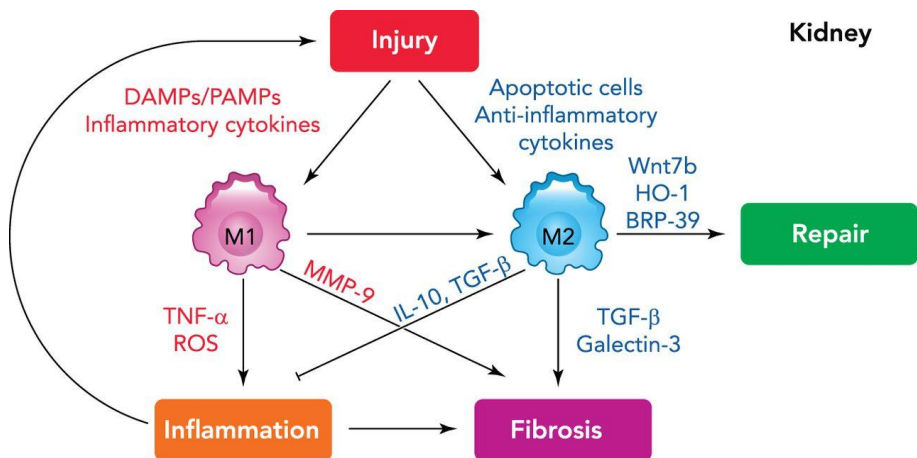 Injury
Kidney
DAMPs/PAMPs
Inflammatory cytokines
Apoptotic cells
Anti-inflammatory
cytokines
Wnt7b
HO-1
BRP-39
M1
M2
Repair
MMP-9
IL-10, TGF-β
TNF-α
ROS
TGF-β
Galectin-3
Inflammation
Fibrosis